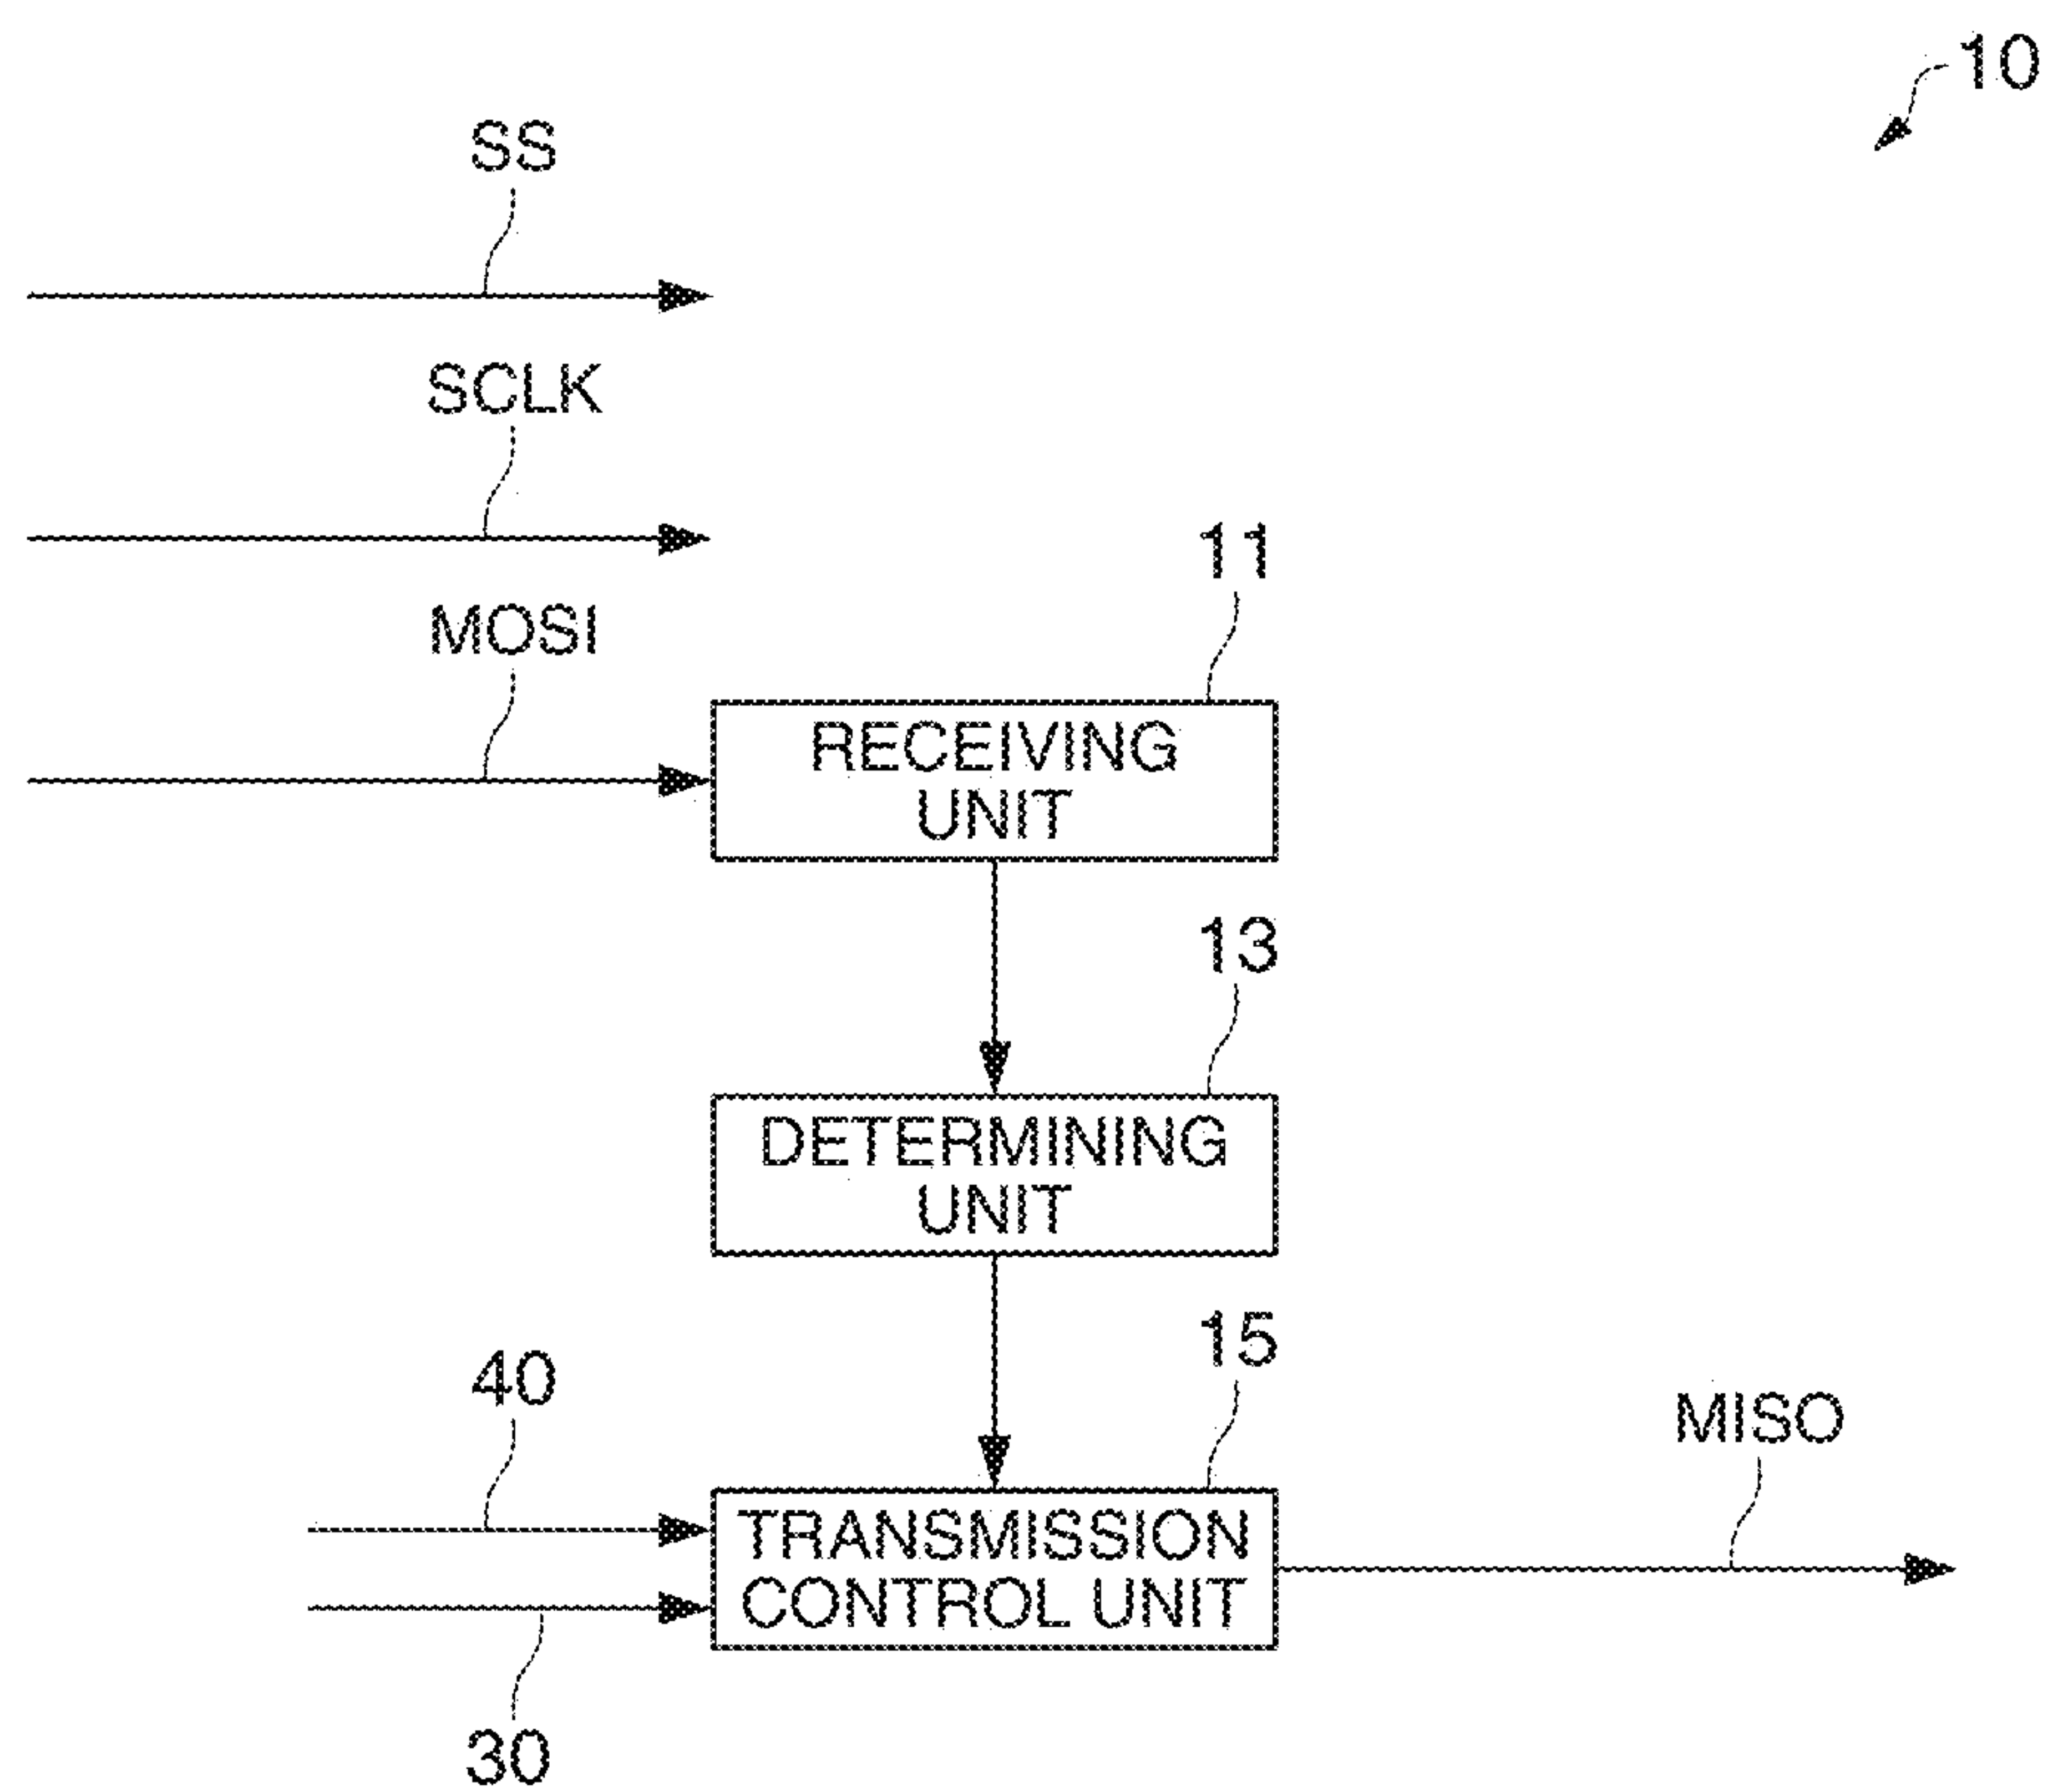 10
SS
SCLK
11
MOSI
RECEIVING
UNIT
13
DETERMINING
UNIT
15
40
MISO
TRANSMISSION
CONTROL UNIT
30